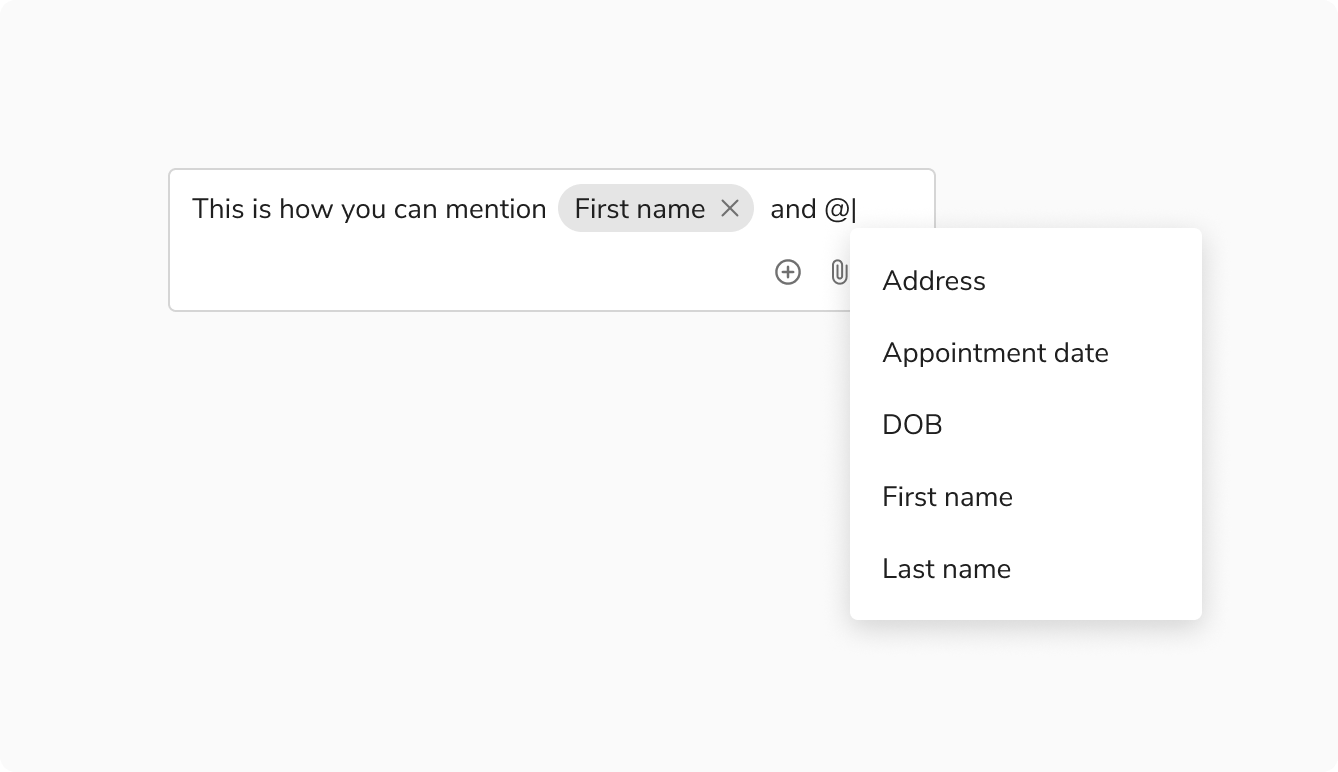 This is how you can mention First name and @
Address
Appointment date
DOB
First name
Last name